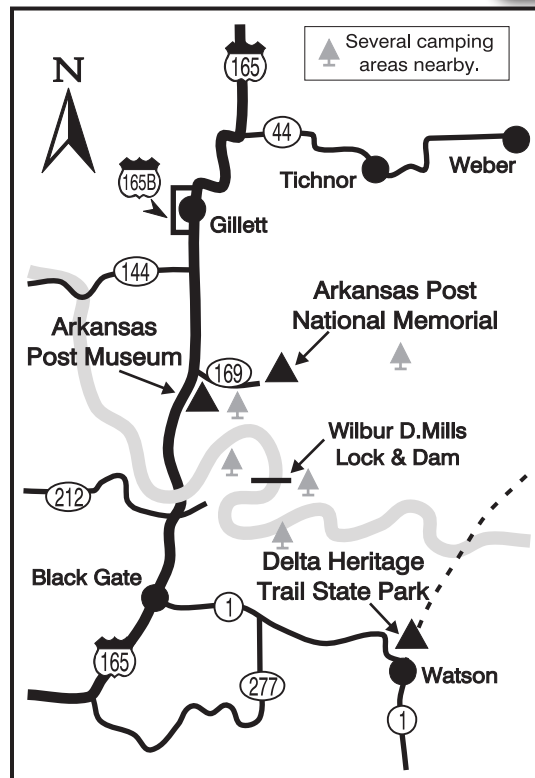 165
Several camping
areas nearby.
N
44
Weber
Tichnor
165B
Gillett
144
Arkansas Post
National Memorial
Arkansas
Post Museum
169
Wilbur D.Mills
Lock & Dam
212
Delta Heritage
Trail State Park
Black Gate
1
165
277
Watson
1